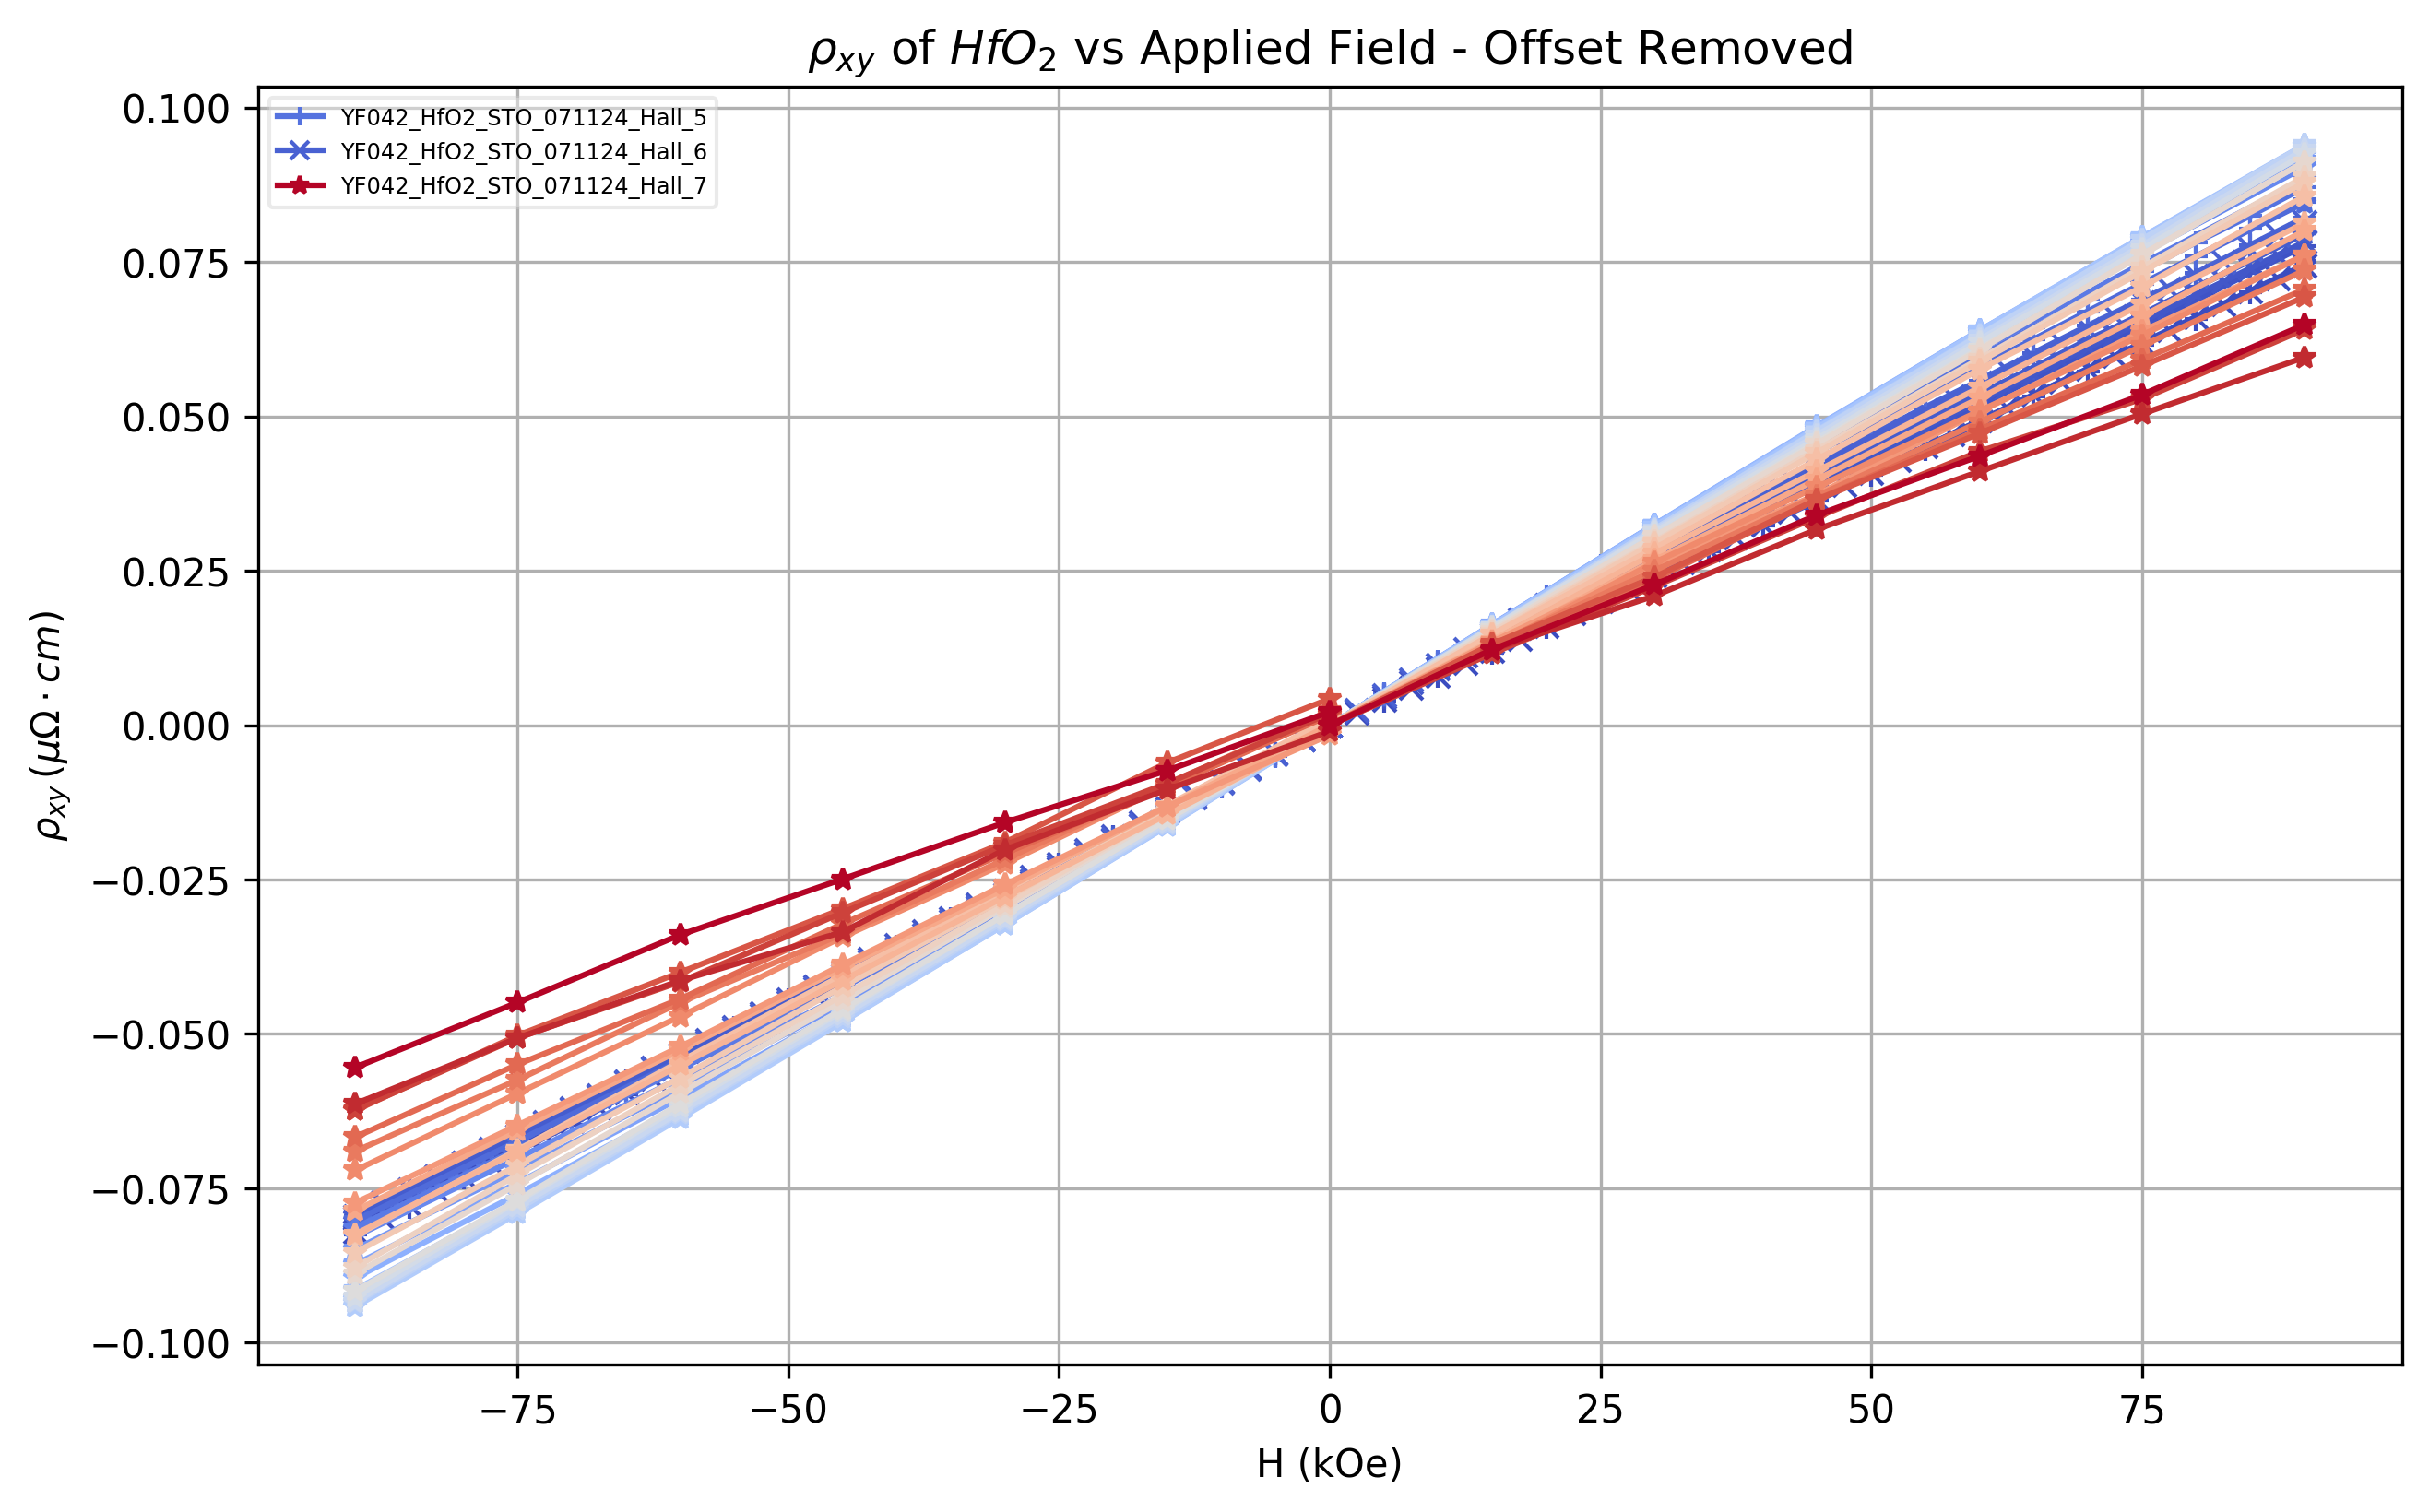 ρxy of HfO2 vs Applied Field - Offset Removed
YF042_HfO2_STO_071124_Hall_5
YF042_HfO2_STO_071124_Hall_6
YF042_HfO2_STO_071124_Hall_7
0.100
0.075
0.050
0.025
0.000
−0.025
−0.050
−0.075
−0.100
ρxy (μΩ · cm)
−75 −50 −25 0 25 50 75
H (kOe)